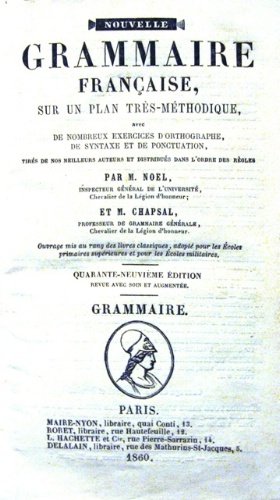 NOUVELLE
GRAMMAIRE
FRANÇAISE,
SUR UN PLAN TRÈS-MÉTHODIQUE,
AVEC
DE NOMBREUX EXERCICES D'ORTHOGRAPHE,
DE SYNTAXE ET DE PONCTUATION,
TIRÉS DE NOS MEILLEURS AUTEURS ET DISTRIBUÉS DANS L'ORDRE DES RÈGLES
PAR M. NOEL,
INSPECTEUR GÉNÉRAL DE L'UNIVERSITÉ,
Chevalier de la Légion d'honneur;
ET M. CHAPSAL,
PROFESSEUR DE GRAMMAIRE GÉNÉRALE,
Chevalier de la Légion d'honneur.
Ouvrage mis au rang des livres classiques, adopté pour les Écoles
primaires supérieures et pour les Écoles militaires.
QUARANTE-NEUVIÈME ÉDITION
REVUE AVEC SOIN ET AUGMENTÉE.
GRAMMAIRE.
PARIS.
MAIRE-NYON, libraire, quai Conti, 13.
RORET, libraire, rue Hautefeuille, 12.
L. HACHETTE et Cie, rue Pierre-Sarrazin, 14.
DELALAIN, libraire, rue des Mathurins-St-Jacques, 5.
1860.